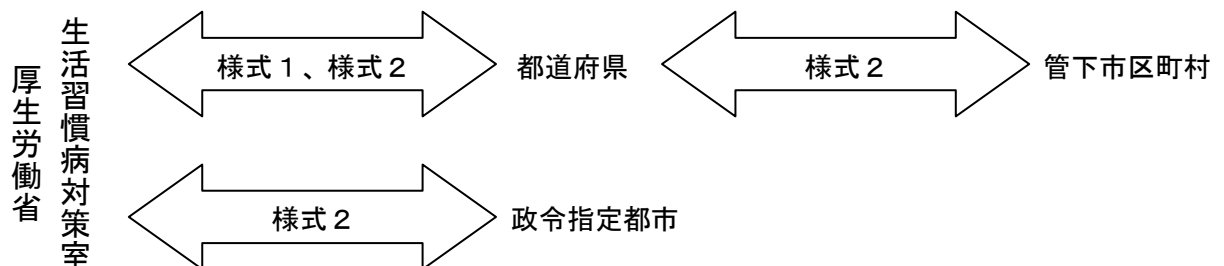 厚生労働省
生活習慣病対策室
様式１、様式２
都道府県
様式２
管下市区町村
様式２
政令指定都市